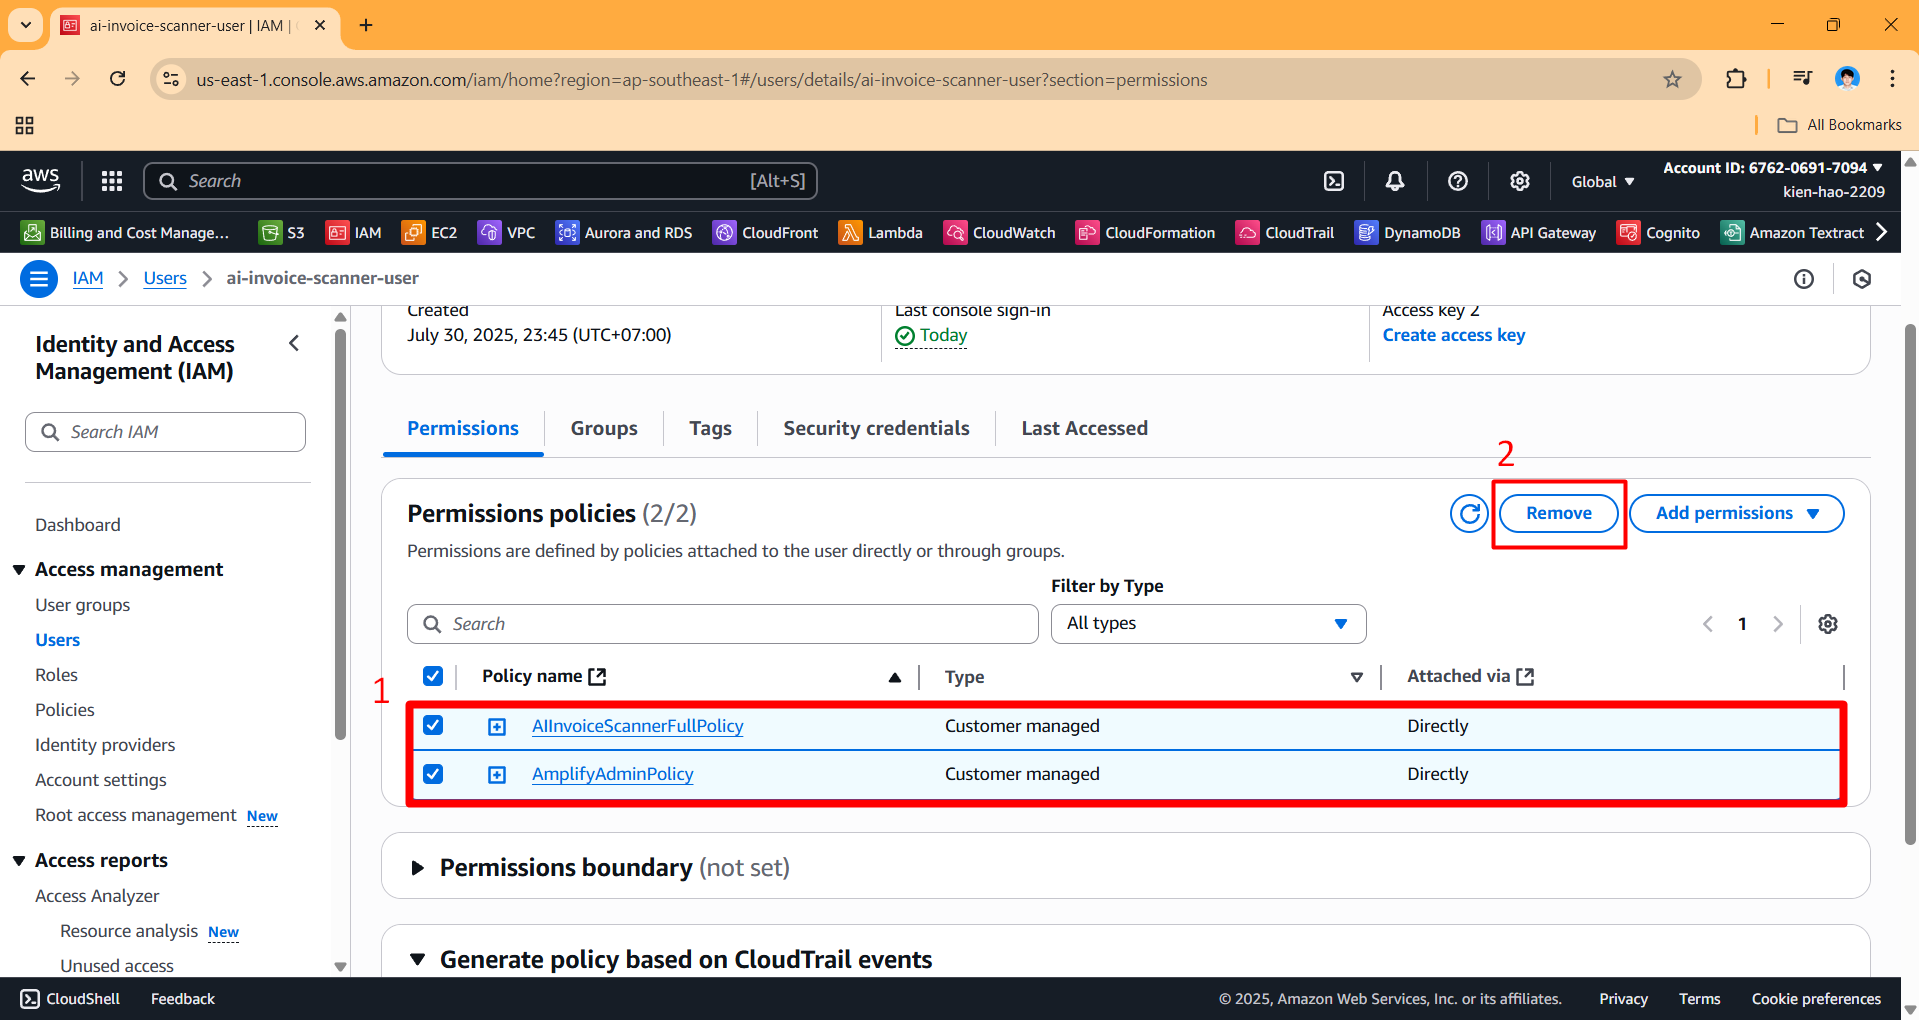 ai-invoice-scanner-user | IAM |
us-east-1.console.aws.amazon.com/iam/home?region=ap-southeast-1#/users/details/ai-invoice-scanner-user?section=permissions
All Bookmarks
aws
Search [Alt+S]
Global
Account ID: 6762-0691-7094
kien-hao-2209
Billing and Cost Manage...
S3
IAM
EC2
VPC
Aurora and RDS
CloudFront
Lambda
CloudWatch
CloudFormation
CloudTrail
DynamoDB
API Gateway
Cognito
Amazon Textract
IAM
Users
ai-invoice-scanner-user
Identity and Access
Management (IAM)
Search IAM
Dashboard
Access management
User groups
Users
Roles
Policies
Identity providers
Account settings
Root access management New
Access reports
Access Analyzer
Resource analysis New
Unused access
Created
July 30, 2025, 23:45 (UTC+07:00)
Last console sign-in
Today
Access key 2
Create access key
Permissions
Groups
Tags
Security credentials
Last Accessed
2
Permissions policies (2/2)
Remove
Add permissions
Permissions are defined by policies attached to the user directly or through groups.
Filter by Type
Search
All types
1
Policy name
Type
Attached via
1
AIInvoiceScannerFullPolicy
Customer managed
Directly
AmplifyAdminPolicy
Customer managed
Directly
Permissions boundary (not set)
Generate policy based on CloudTrail events
CloudShell
Feedback
© 2025, Amazon Web Services, Inc. or its affiliates.
Privacy
Terms
Cookie preferences